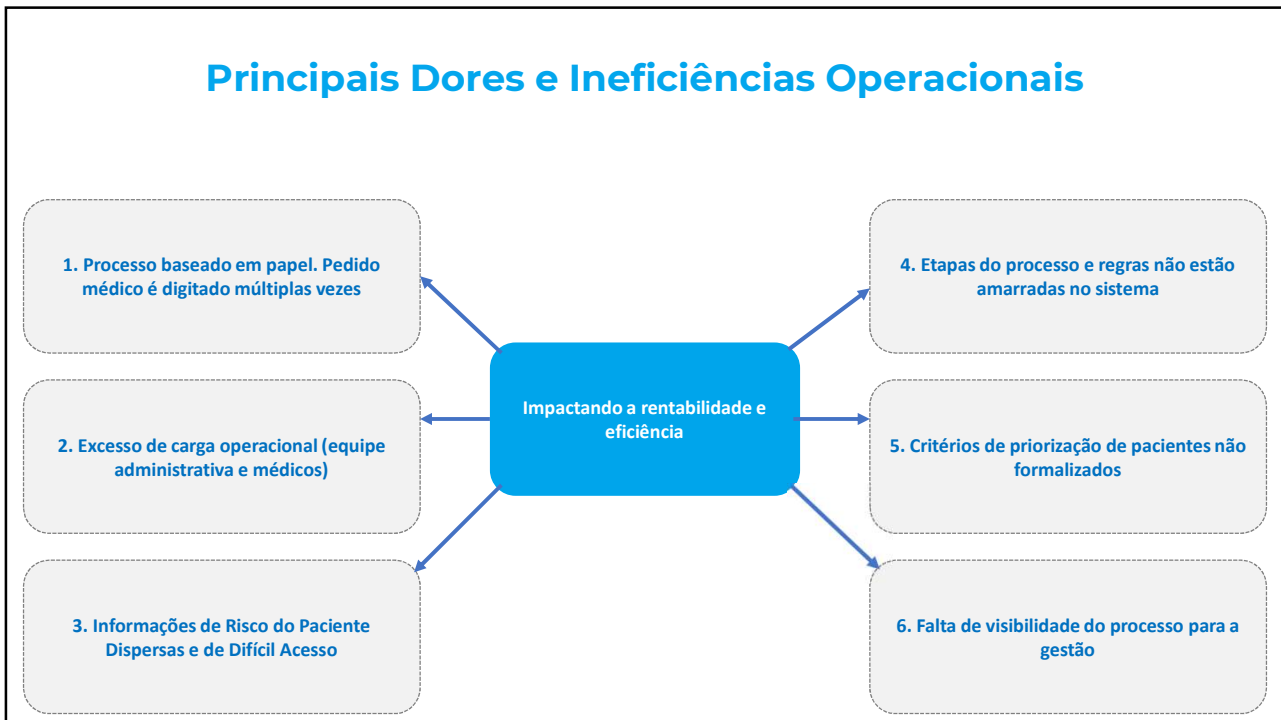 Principais Dores e Ineficiências Operacionais
1. Processo baseado em papel. Pedido
médico é digitado múltiplas vezes
2. Excesso de carga operacional (equipe
administrativa e médicos)
3. Informações de Risco do Paciente
Dispersas e de Difícil Acesso
Impactando a rentabilidade e
eficiência
4. Etapas do processo e regras não estão
amarradas no sistema
5. Critérios de priorização de pacientes não
formalizados
6. Falta de visibilidade do processo para a
gestão